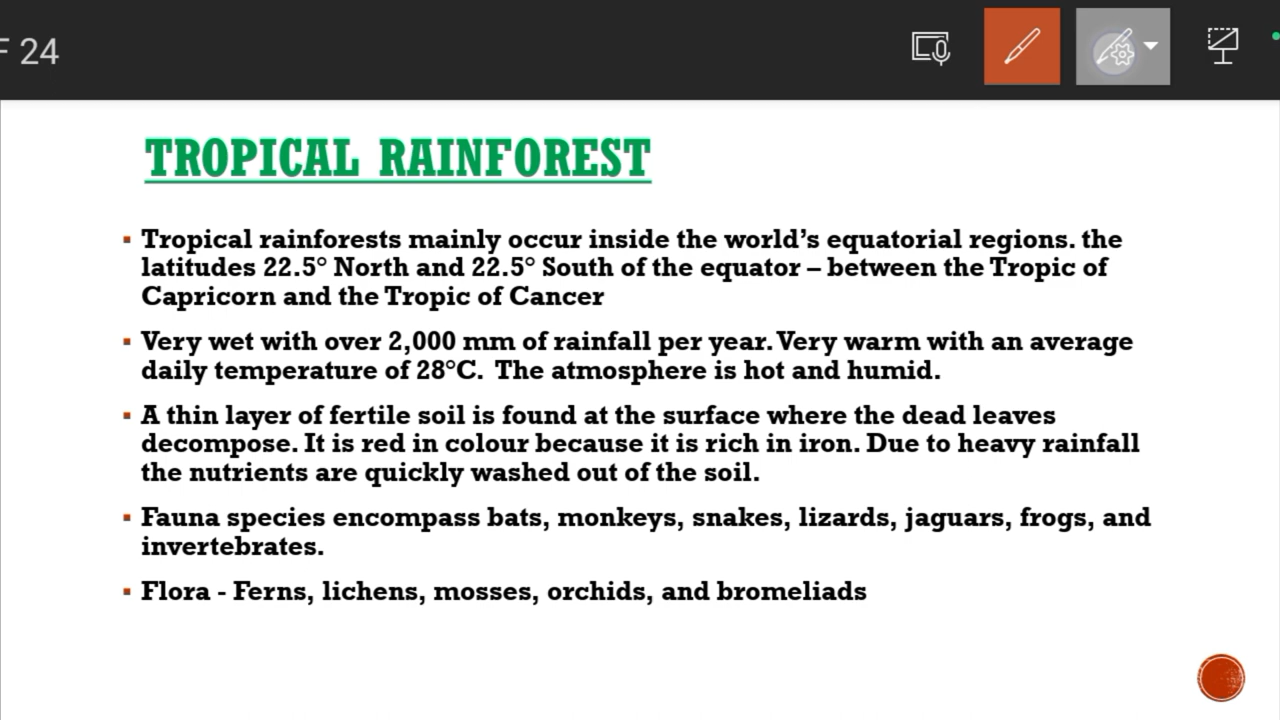 F 24
TROPICAL RAINFOREST
▪ Tropical rainforests mainly occur inside the world’s equatorial regions. the
latitudes 22.5° North and 22.5° South of the equator – between the Tropic of
Capricorn and the Tropic of Cancer
▪ Very wet with over 2,000 mm of rainfall per year. Very warm with an average
daily temperature of 28°C.  The atmosphere is hot and humid.
▪ A thin layer of fertile soil is found at the surface where the dead leaves
decompose. It is red in colour because it is rich in iron. Due to heavy rainfall
the nutrients are quickly washed out of the soil.
▪ Fauna species encompass bats, monkeys, snakes, lizards, jaguars, frogs, and
invertebrates.
▪ Flora - Ferns, lichens, mosses, orchids, and bromeliads